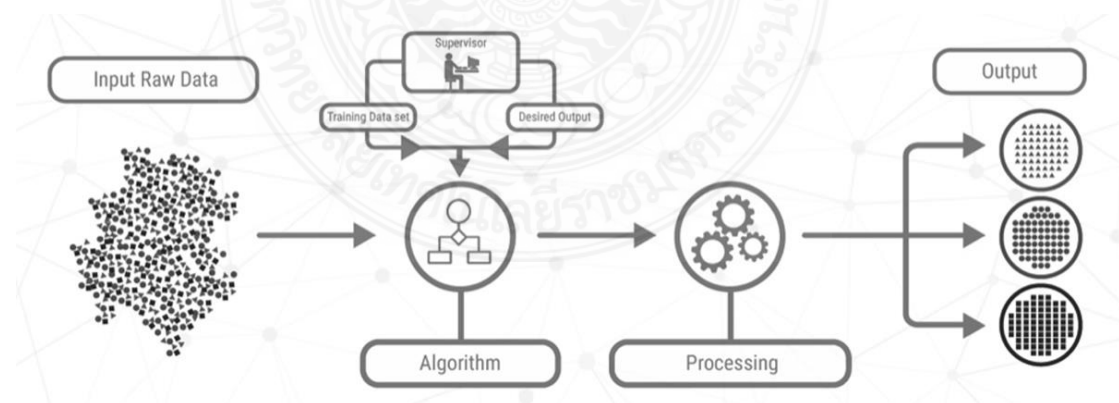 Input Raw Data
Supervisor
Training Data set
Desired Output
Algorithm
Processing
Output